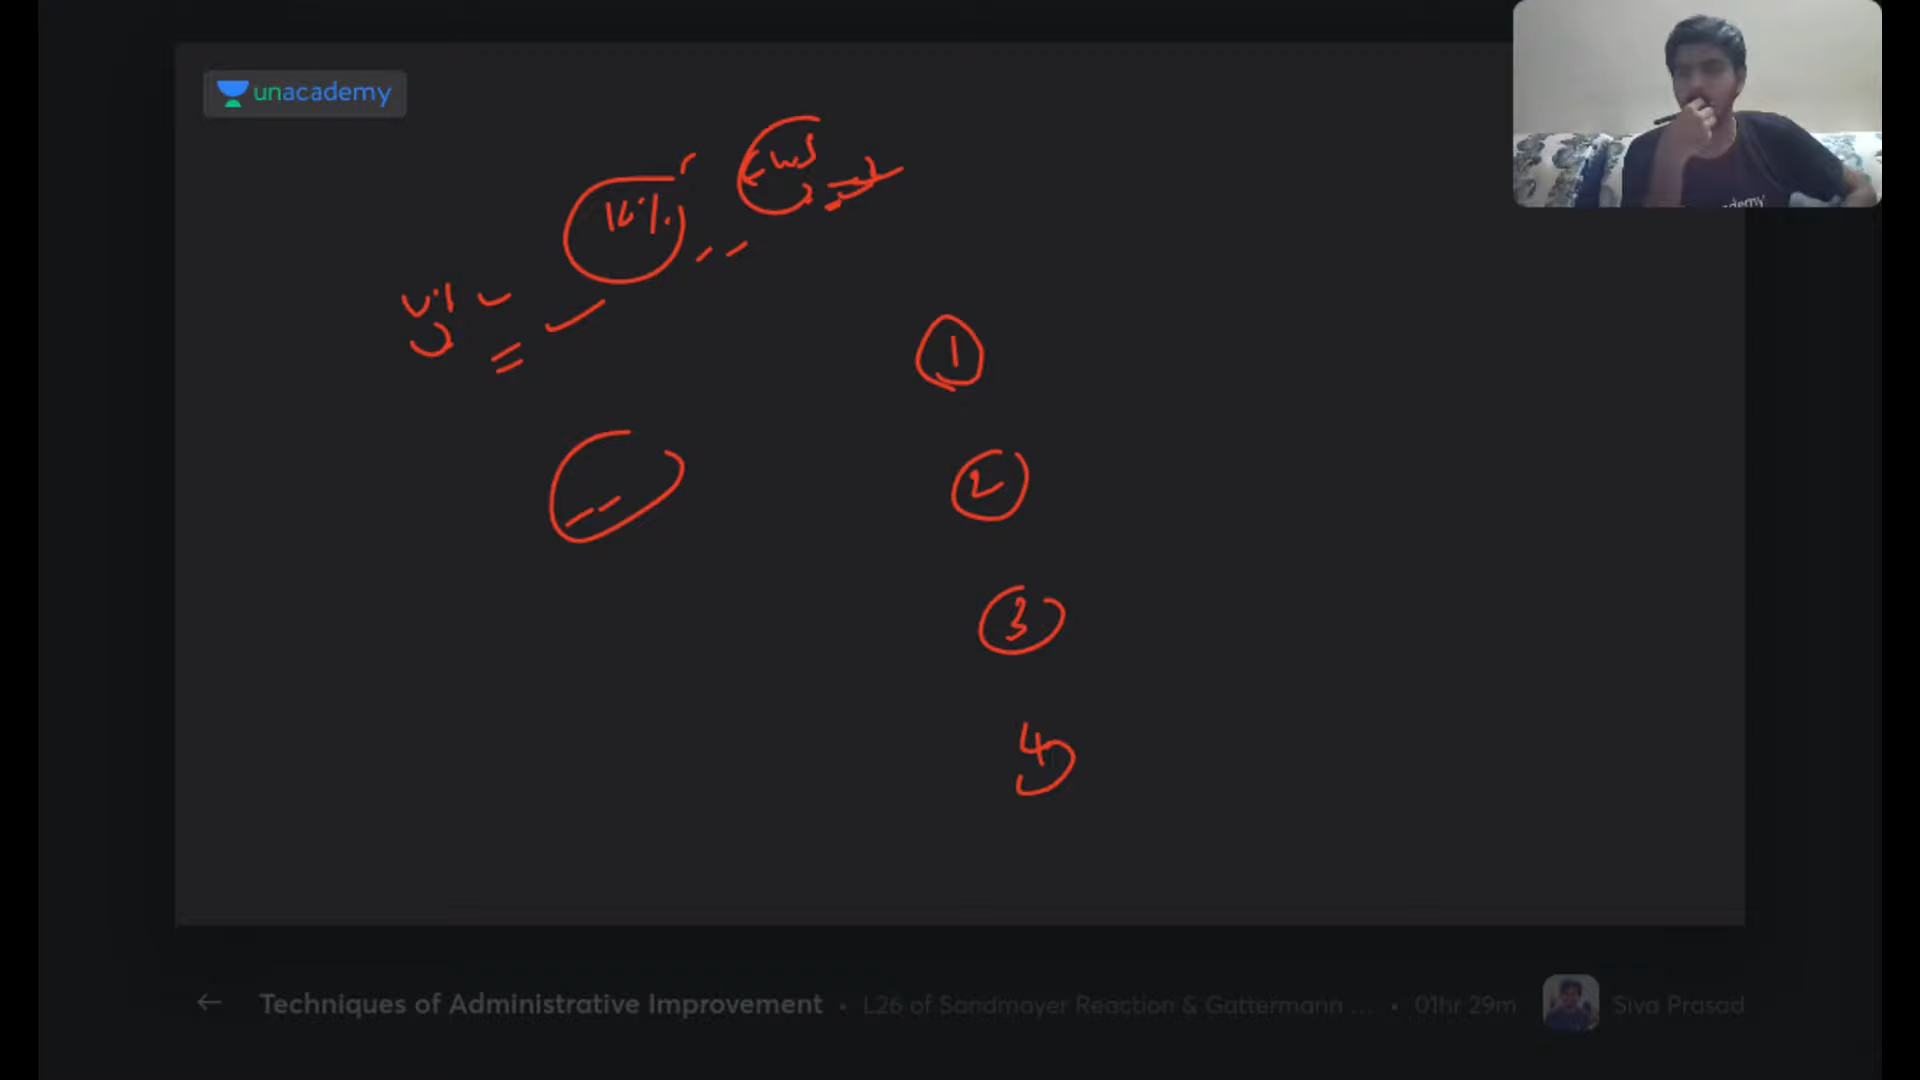 unacademy
EWS
10%
1
2
3
4
Techniques of Administrative Improvement • L26 of Sandmayer Reaction & Gattermann ... • 01hr 29m Siva Prasad